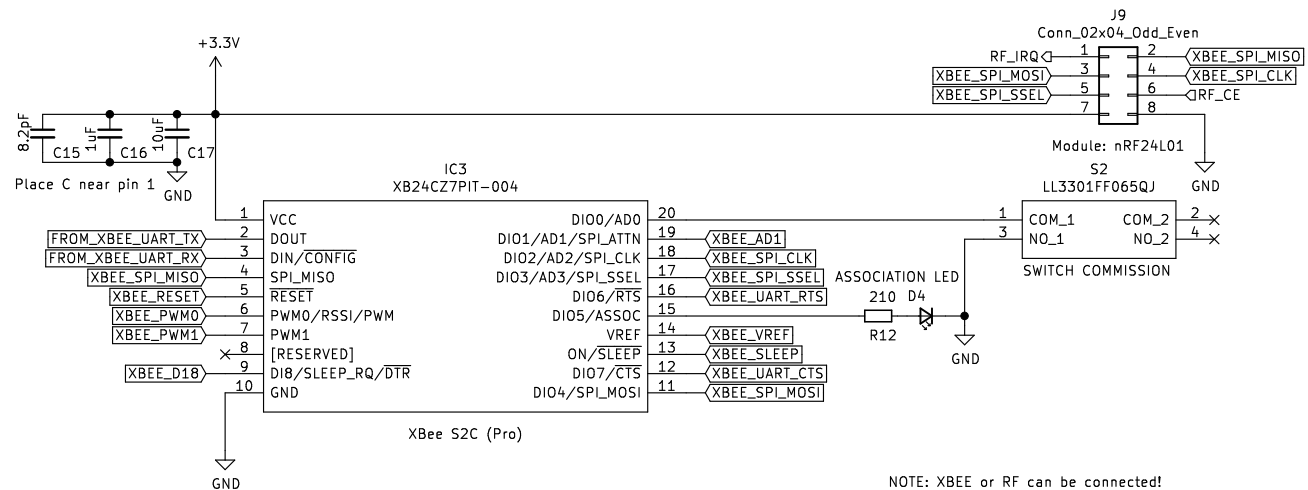 J9
Conn_02x04_Odd_Even
RF_IRQ 1 2 XBEE_SPI_MISO
XBEE_SPI_MOSI 3 4 XBEE_SPI_CLK
XBEE_SPI_SSEL 5 6 RF_CE
7 8
Module: nRF24L01
GND
+3.3V
8.2pF C15 1uF C16 10uF C17
Place C near pin 1
GND
IC3
XB24CZ7PIT-004
1 VCC DIO0/AD0 20
FROM_XBEE_UART_TX 2 DOUT DIO1/AD1/SPI_ATTN 19 XBEE_AD1
FROM_XBEE_UART_RX 3 DIN/CONFIG DIO2/AD2/SPI_CLK 18 XBEE_SPI_CLK
XBEE_SPI_MISO 4 SPI_MISO DIO3/AD3/SPI_SSEL 17 XBEE_SPI_SSEL
XBEE_RESET 5 RESET DIO6/RTS 16 XBEE_UART_RTS
XBEE_PWM0 6 PWM0/RSSI/PWM DIO5/ASSOC 15
XBEE_PWM1 7 PWM1 VREF 14 XBEE_VREF
8 [RESERVED] ON/SLEEP 13 XBEE_SLEEP
XBEE_D18 9 DI8/SLEEP_RQ/DTR DIO7/CTS 12 XBEE_UART_CTS
10 GND DIO4/SPI_MOSI 11 XBEE_SPI_MOSI
XBee S2C (Pro)
GND
S2
LL3301FF065QJ
1 COM_1 COM_2 2
3 NO_1 NO_2 4
SWITCH COMMISSION
ASSOCIATION LED
210 D4
R12
GND
NOTE: XBEE or RF can be connected!